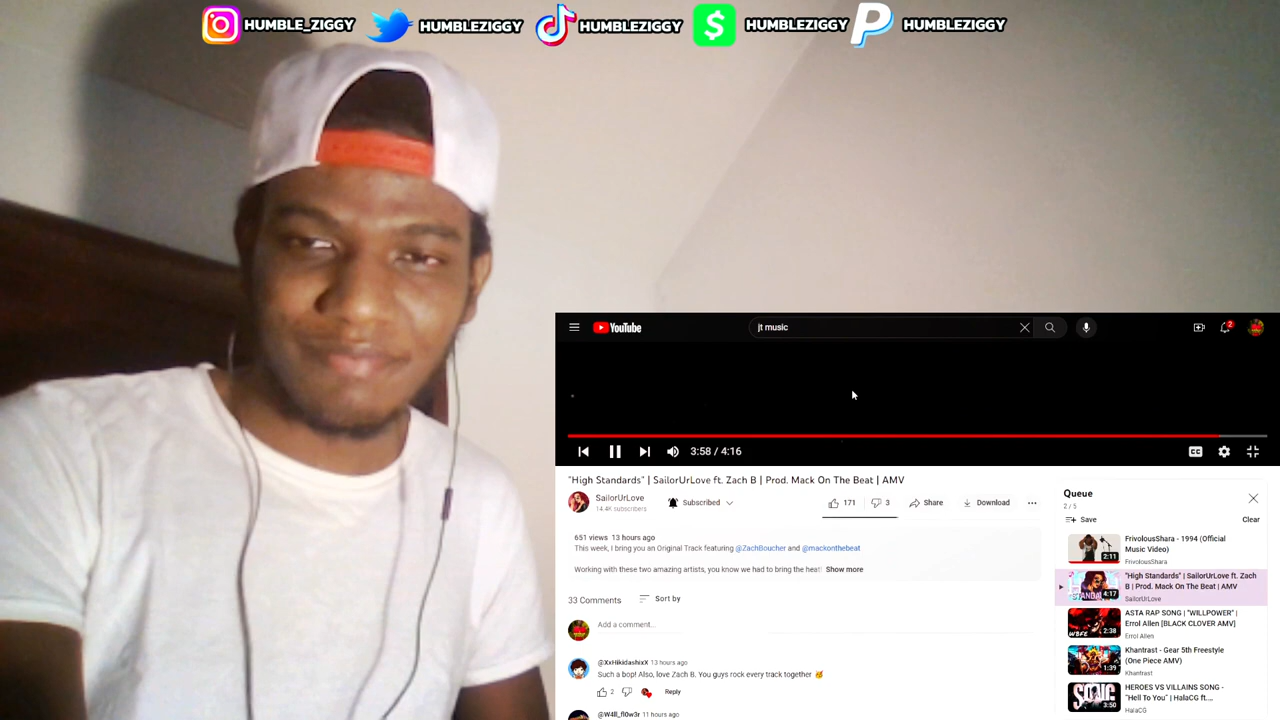 HUMBLE_ZIGGY HUMBLEZIGGY HUMBLEZIGGY HUMBLEZIGGY HUMBLEZIGGY
YouTube
jt music
2
3:58 / 4:16
CC
"High Standards" | SailorUrLove ft. Zach B | Prod. Mack On The Beat | AMV
SailorUrLove
14.4K subscribers
Subscribed
171
3
Share
Download
651 views 13 hours ago
This week, I bring you an Original Track featuring @ZachBoucher and @mackonthebeat
Working with these two amazing artists, you know we had to bring the heat Show more
33 Comments
Sort by
Add a comment...
@XxHikidashixX 13 hours ago
Such a bop! Also, love Zach B. You guys rock every track together
2
Reply
@W4ll_fl0w3r 11 hours ago
Queue
2 / 5
Save
Clear
2:11
FrivolousShara - 1994 (Official
Music Video)
FrivolousShara
4:17
"High Standards" | SailorUrLove ft. Zach
B | Prod. Mack On The Beat | AMV
SailorUrLove
2:38
ASTA RAP SONG | "WILLPOWER" |
Errol Allen [BLACK CLOVER AMV]
Errol Allen
1:39
Khantrast - Gear 5th Freestyle
(One Piece AMV)
Khantrast
3:50
HEROES VS VILLAINS SONG -
"Hell To You" | HalaCG ft....
HalaCG